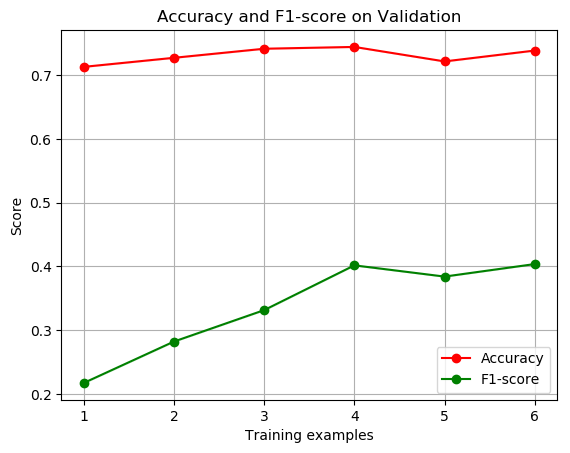 Accuracy and F1-score on Validation
0.7
0.6
0.5
0.4
0.3
0.2
Score
1 2 3 4 5 6
Training examples
Accuracy
F1-score